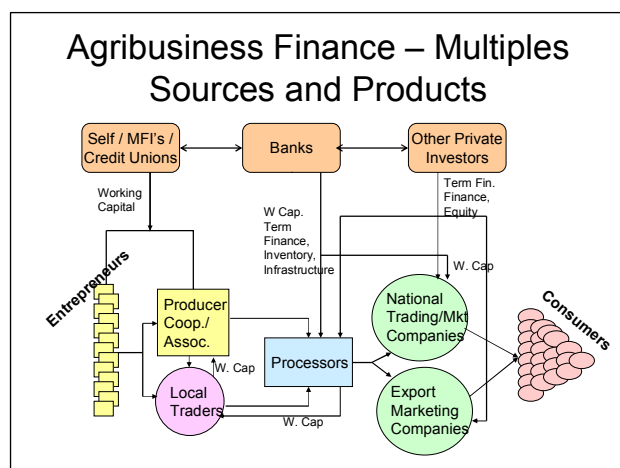 Agribusiness Finance – Multiples
Sources and Products
Self / MFI's /
Credit Unions
Banks
Other Private
Investors
Working
Capital
W Cap.
Term
Finance,
Inventory,
Infrastructure
Term Fin.
Finance,
Equity
W. Cap
Entrepreneurs
Producer
Coop./
Assoc.
National
Trading/Mkt
Companies
Consumers
Processors
W. Cap
Local
Traders
W. Cap
Export
Marketing
Companies